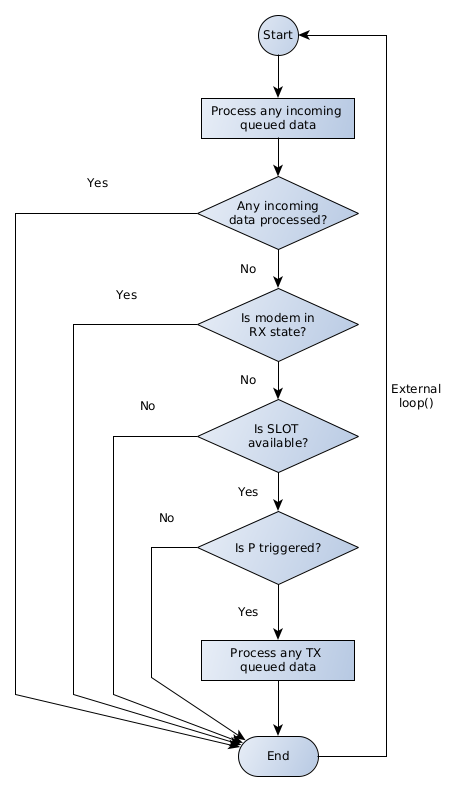 Start
Process any incoming
queued data
Yes
Any incoming
data processed?
No
Yes
Is modem in
RX state?
No
External
loop()
No
Is SLOT
available?
Yes
No
Is P triggered?
Yes
Process any TX
queued data
End